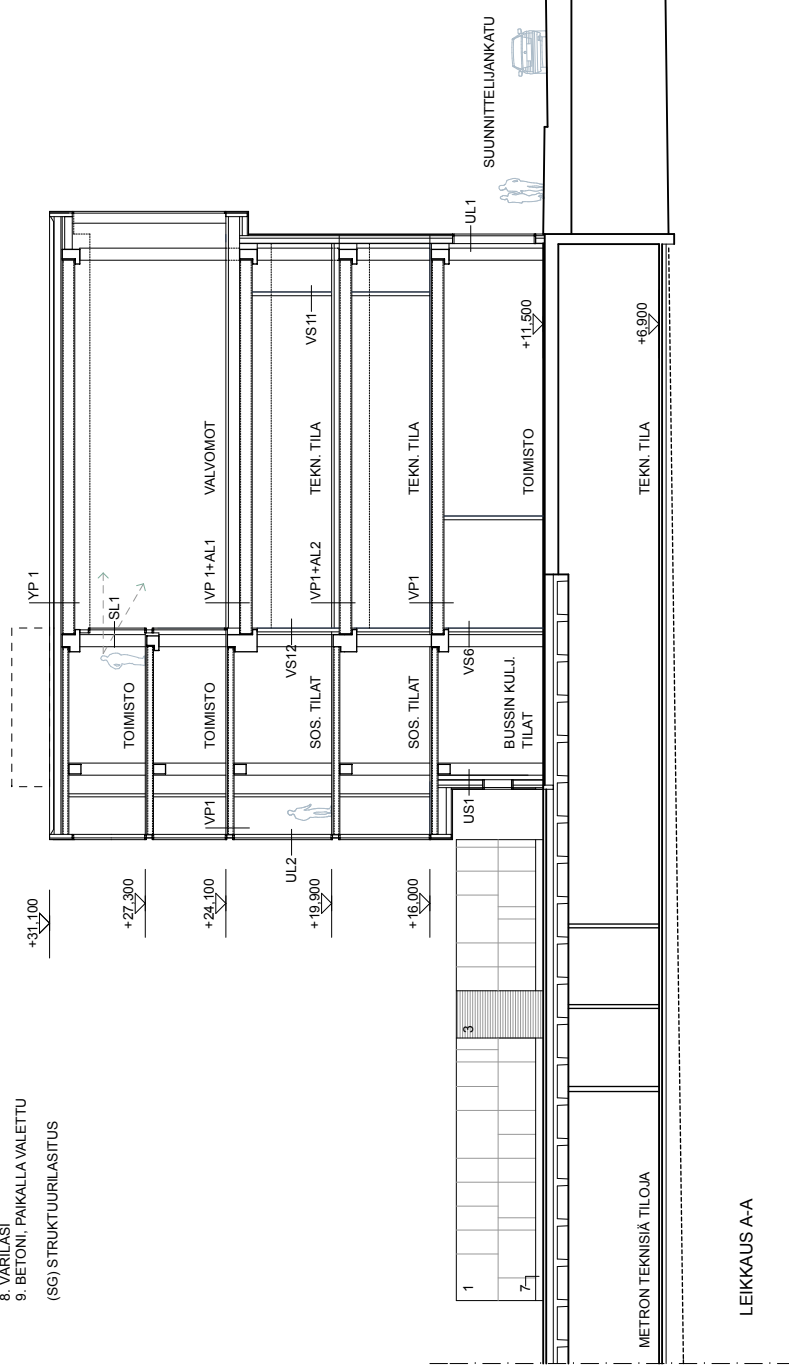 8. VÄRILASI
9. BETONI, PAIKALLA VALETTU
(SG) STRUKTUURILASITUS
+31,100
+27,300
+24,100
+19,900
+16,000
YP 1
SL1
TOIMISTO
VALVOMOT
VP 1+AL1
TOIMISTO
VP1
UL2
VS12
SOS. TILAT
TEKN. TILA
VS11
VP1+AL2
SOS. TILAT
TEKN. TILA
VP1
UL1
SUUNNITTELIJANKATU
US1
VS6
BUSSIN KULJ.
TILAT
TOIMISTO
+11,500
1
3
7
METRON TEKNISIÄ TILOJA
TEKN. TILA
+6,900
LEIKKAUS A-A